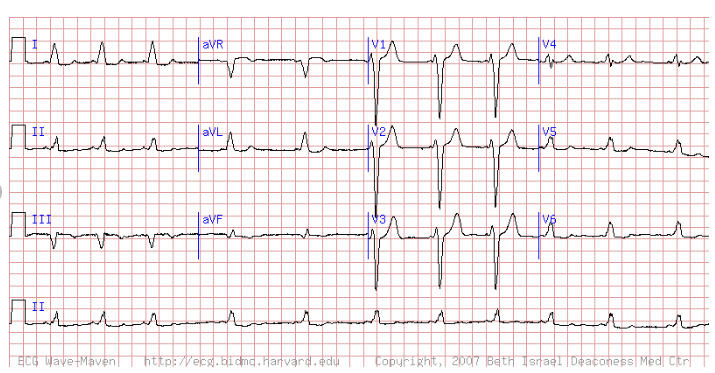 I aVR V1 V4
II aVL V2 V5
III aVF V3 V6
II
ECG Wave-Maven http://ecg.bidmc.harvard.edu Copyright, 2007 Beth Israel Deaconess Med Ctr